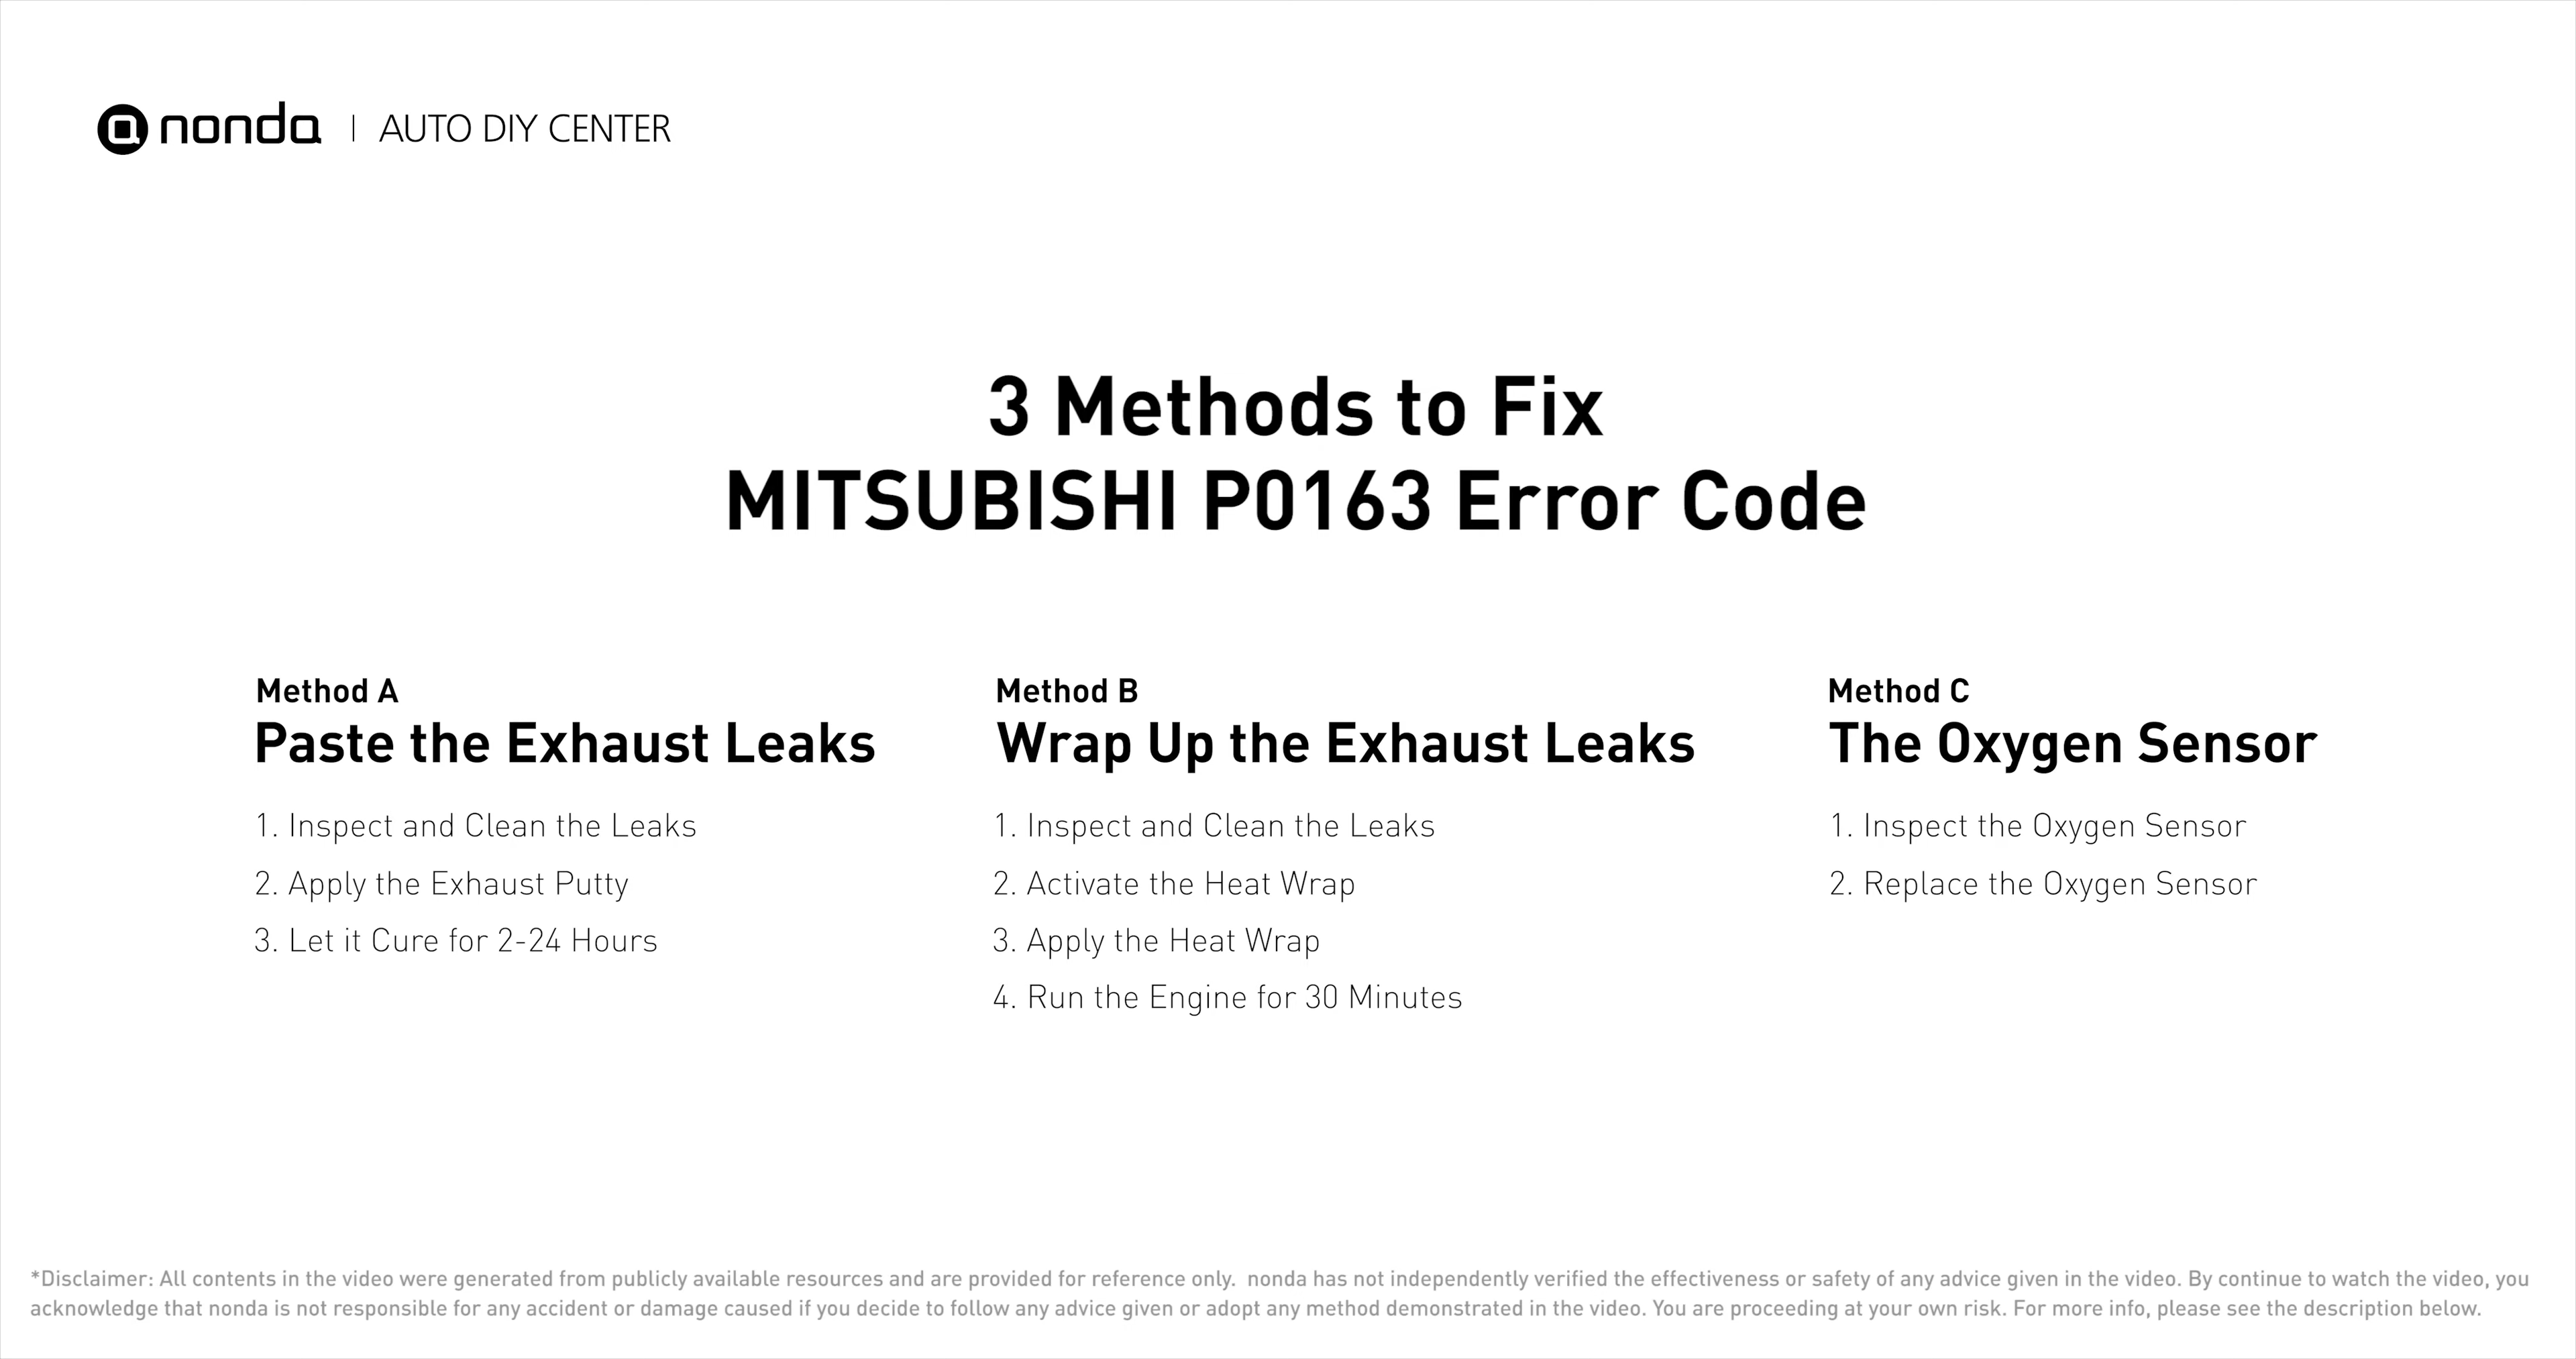 nonda | AUTO DIY CENTER
3 Methods to Fix
MITSUBISHI P0163 Error Code
Method A
Paste the Exhaust Leaks
1. Inspect and Clean the Leaks
2. Apply the Exhaust Putty
3. Let it Cure for 2-24 Hours
Method B
Wrap Up the Exhaust Leaks
1. Inspect and Clean the Leaks
2. Activate the Heat Wrap
3. Apply the Heat Wrap
4. Run the Engine for 30 Minutes
Method C
The Oxygen Sensor
1. Inspect the Oxygen Sensor
2. Replace the Oxygen Sensor
*Disclaimer: All contents in the video were generated from publicly available resources and are provided for reference only. nonda has not independently verified the effectiveness or safety of any advice given in the video. By continue to watch the video, you
acknowledge that nonda is not responsible for any accident or damage caused if you decide to follow any advice given or adopt any method demonstrated in the video. You are proceeding at your own risk. For more info, please see the description below.